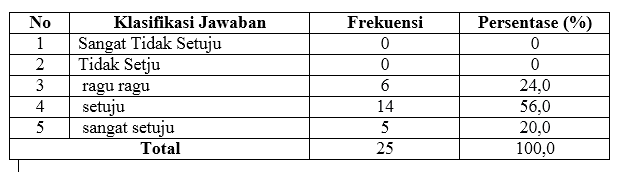 No Klasifikasi Jawaban Frekuensi Persentase (%)
1 Sangat Tidak Setuju 0 0
2 Tidak Setju 0 0
3 ragu ragu 6 24,0
4 setuju 14 56,0
5 sangat setuju 5 20,0
Total 25 100,0